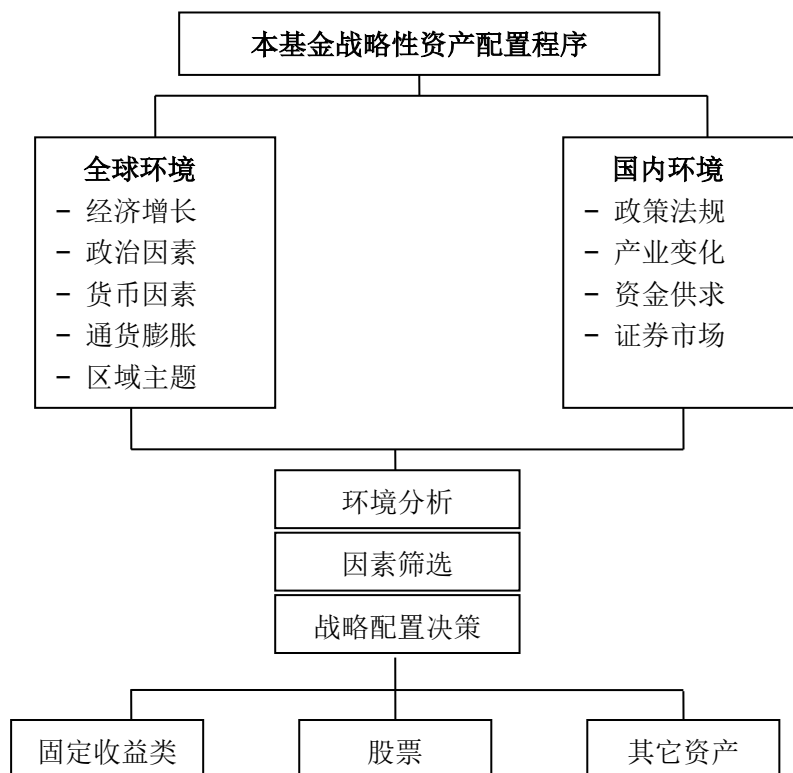 本基金战略性资产配置程序
全球环境
– 经济增长
– 政治因素
– 货币因素
– 通货膨胀
– 区域主题
国内环境
– 政策法规
– 产业变化
– 资金供求
– 证券市场
环境分析
因素筛选
战略配置决策
固定收益类
股票
其它资产